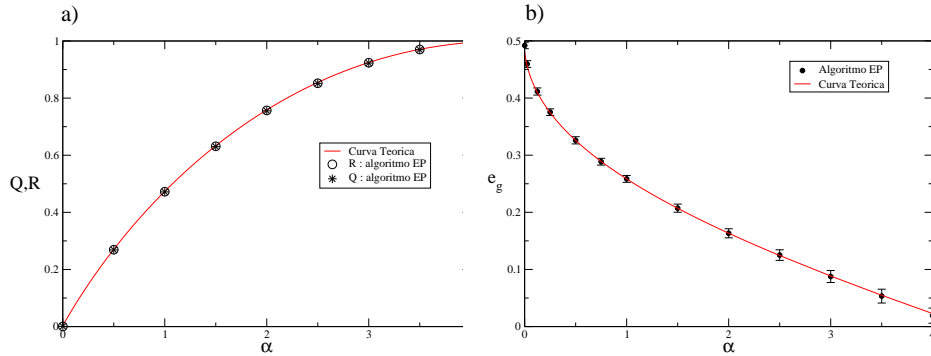 a)
1
0.8
0.6
0.4
0.2
0
Q,R
0
1
2
3
α
Curva Teorica
R : algoritmo EP
Q : algoritmo EP
b)
0.5
0.4
0.3
0.2
0.1
0
e_g
0
1
2
3
4
α
Algoritmo EP
Curva Teorica